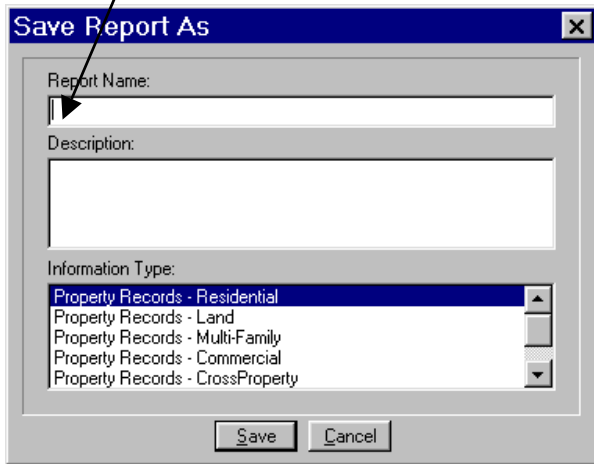 Save Report As
Report Name:
Description:
Information Type:
Property Records - Residential
Property Records - Land
Property Records - Multi-Family
Property Records - Commercial
Property Records - CrossProperty
Save Cancel